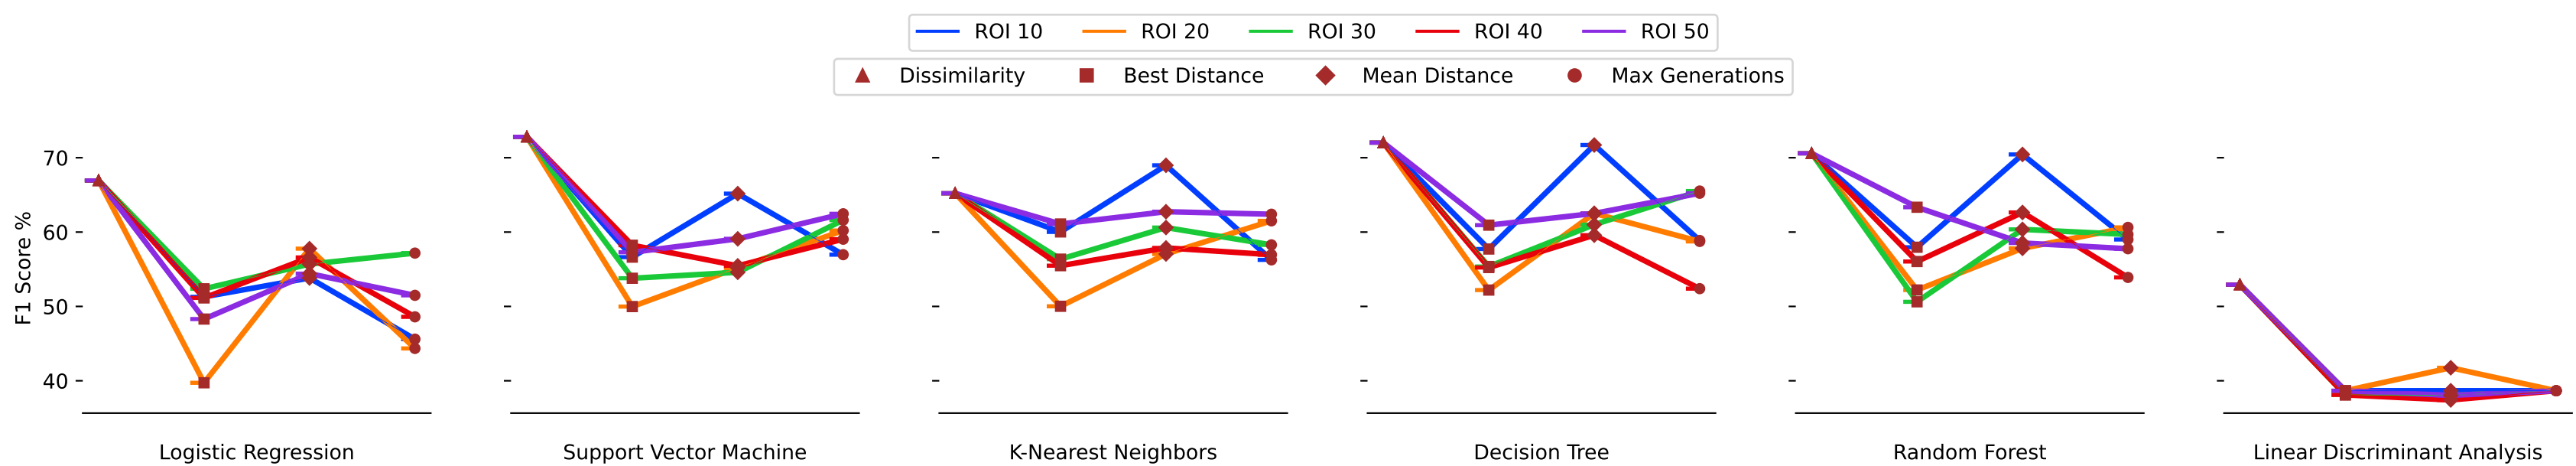 ROI 10 ROI 20 ROI 30 ROI 40 ROI 50
Dissimilarity Best Distance Mean Distance Max Generations
F1 Score %
70
60
50
40
Logistic Regression Support Vector Machine K-Nearest Neighbors Decision Tree Random Forest Linear Discriminant Analysis